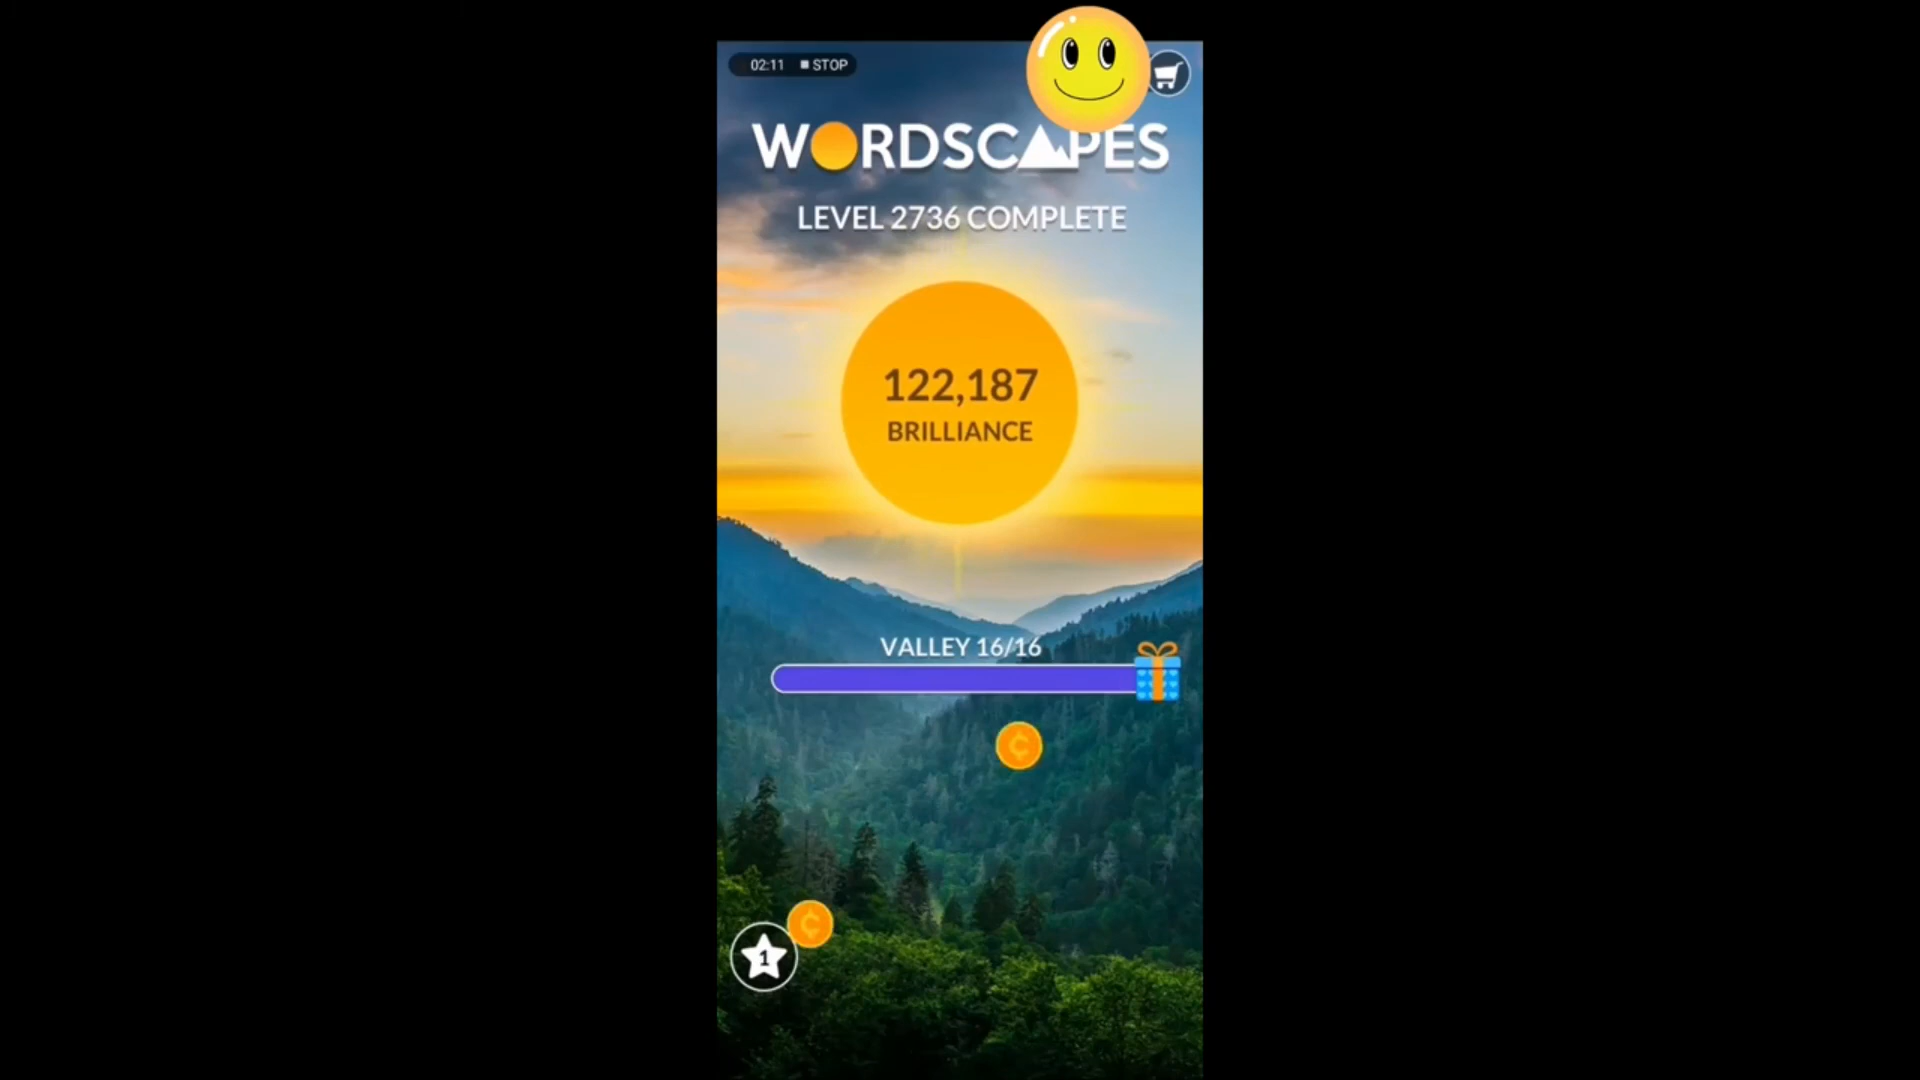 02:11 STOP
WORDSCAPES
LEVEL 2736 COMPLETE
122,187
BRILLIANCE
VALLEY 16/16
1